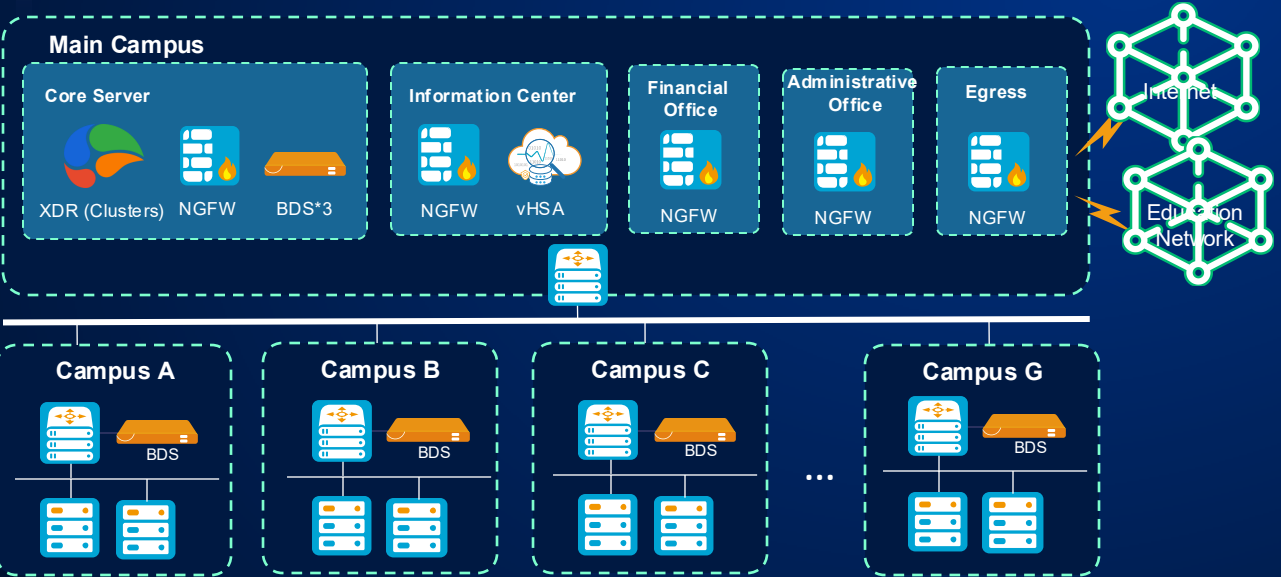 Main Campus
Core Server
XDR (Clusters)
NGFW
BDS*3
Information Center
NGFW
vHSA
Financial
Office
NGFW
Administrative
Office
NGFW
Egress
NGFW
Internet
Education
Network
Campus A
BDS
Campus B
BDS
Campus C
BDS
...
Campus G
BDS